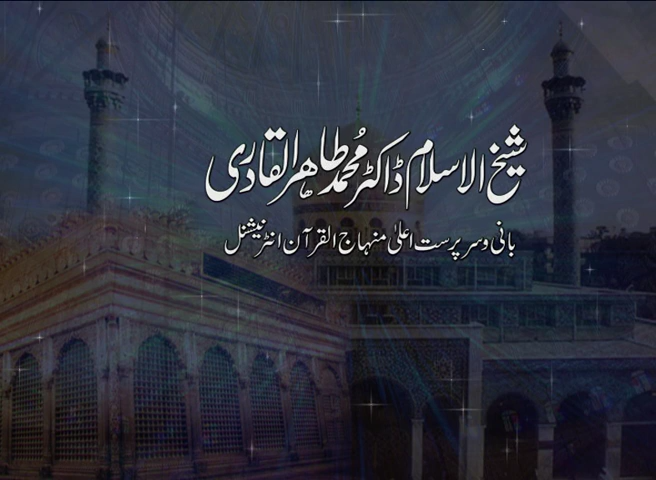 شیخ الاسلام ڈاکٹر محمد طاہر القادری
بانی و سرپرست اعلیٰ منہاج القرآن انٹرنیشنل